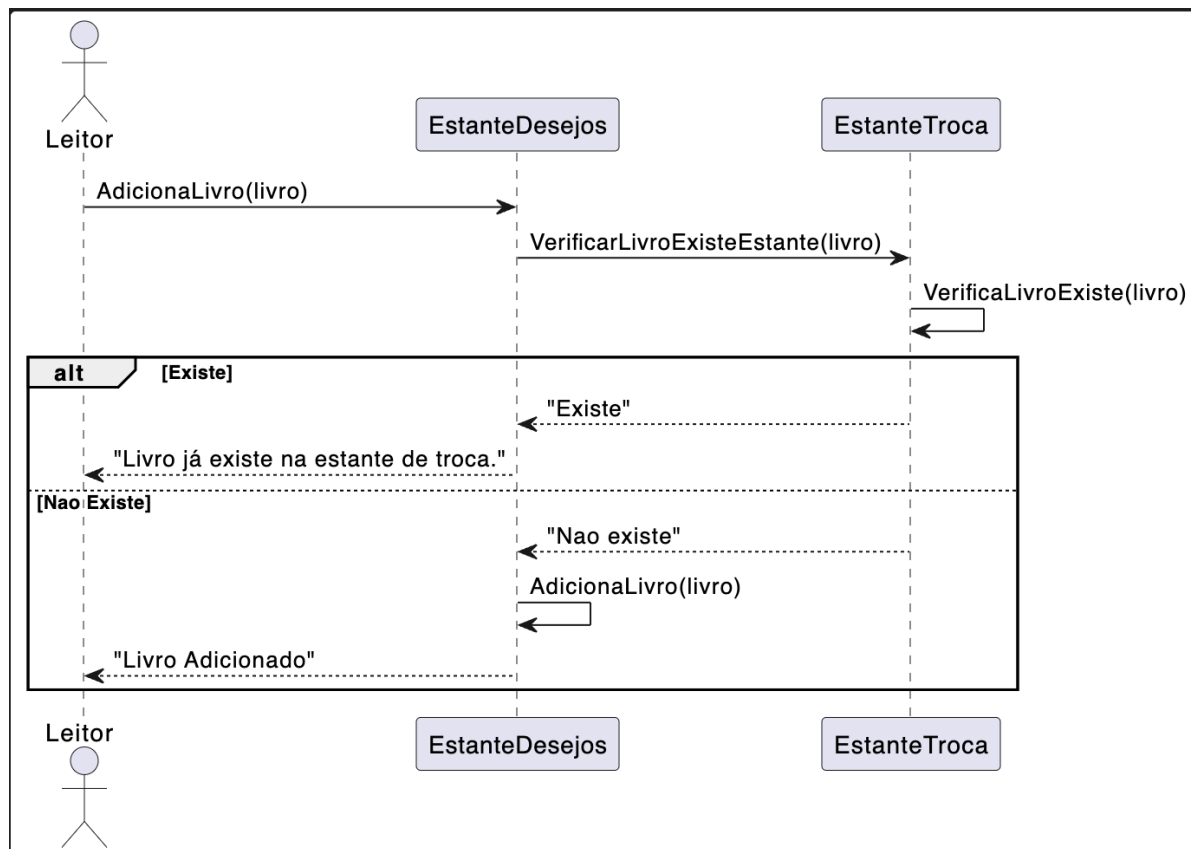 Leitor
EstanteDesejos
EstanteTroca
AdicionaLivro(livro)
VerificarLivroExisteEstante(livro)
VerificaLivroExiste(livro)
alt
[Existe]
"Existe"
"Livro já existe na estante de troca."
[Nao Existe]
"Nao existe"
AdicionaLivro(livro)
"Livro Adicionado"
Leitor
EstanteDesejos
EstanteTroca